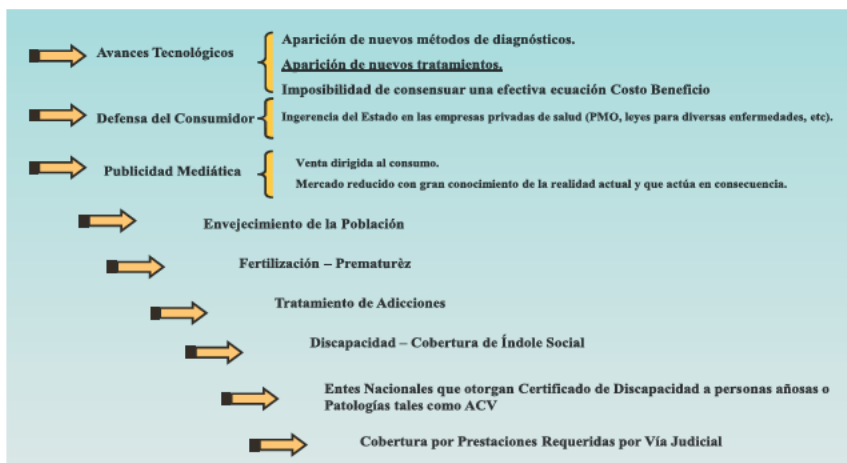 Avances Tecnológicos
Aparición de nuevos métodos de diagnósticos.
Aparición de nuevos tratamientos.
Imposibilidad de consensuar una efectiva ecuación Costo Beneficio
Defensa del Consumidor
Ingerencia del Estado en las empresas privadas de salud (PMO, leyes para diversas enfermedades, etc).
Publicidad Mediática
Venta dirigida al consumo.
Mercado reducido con gran conocimiento de la realidad actual y que actúa en consecuencia.
Envejecimiento de la Población
Fertilización – Prematurèz
Tratamiento de Adicciones
Discapacidad – Cobertura de Índole Social
Entes Nacionales que otorgan Certificado de Discapacidad a personas añosas o
Patologías tales como ACV
Cobertura por Prestaciones Requeridas por Vía Judicial